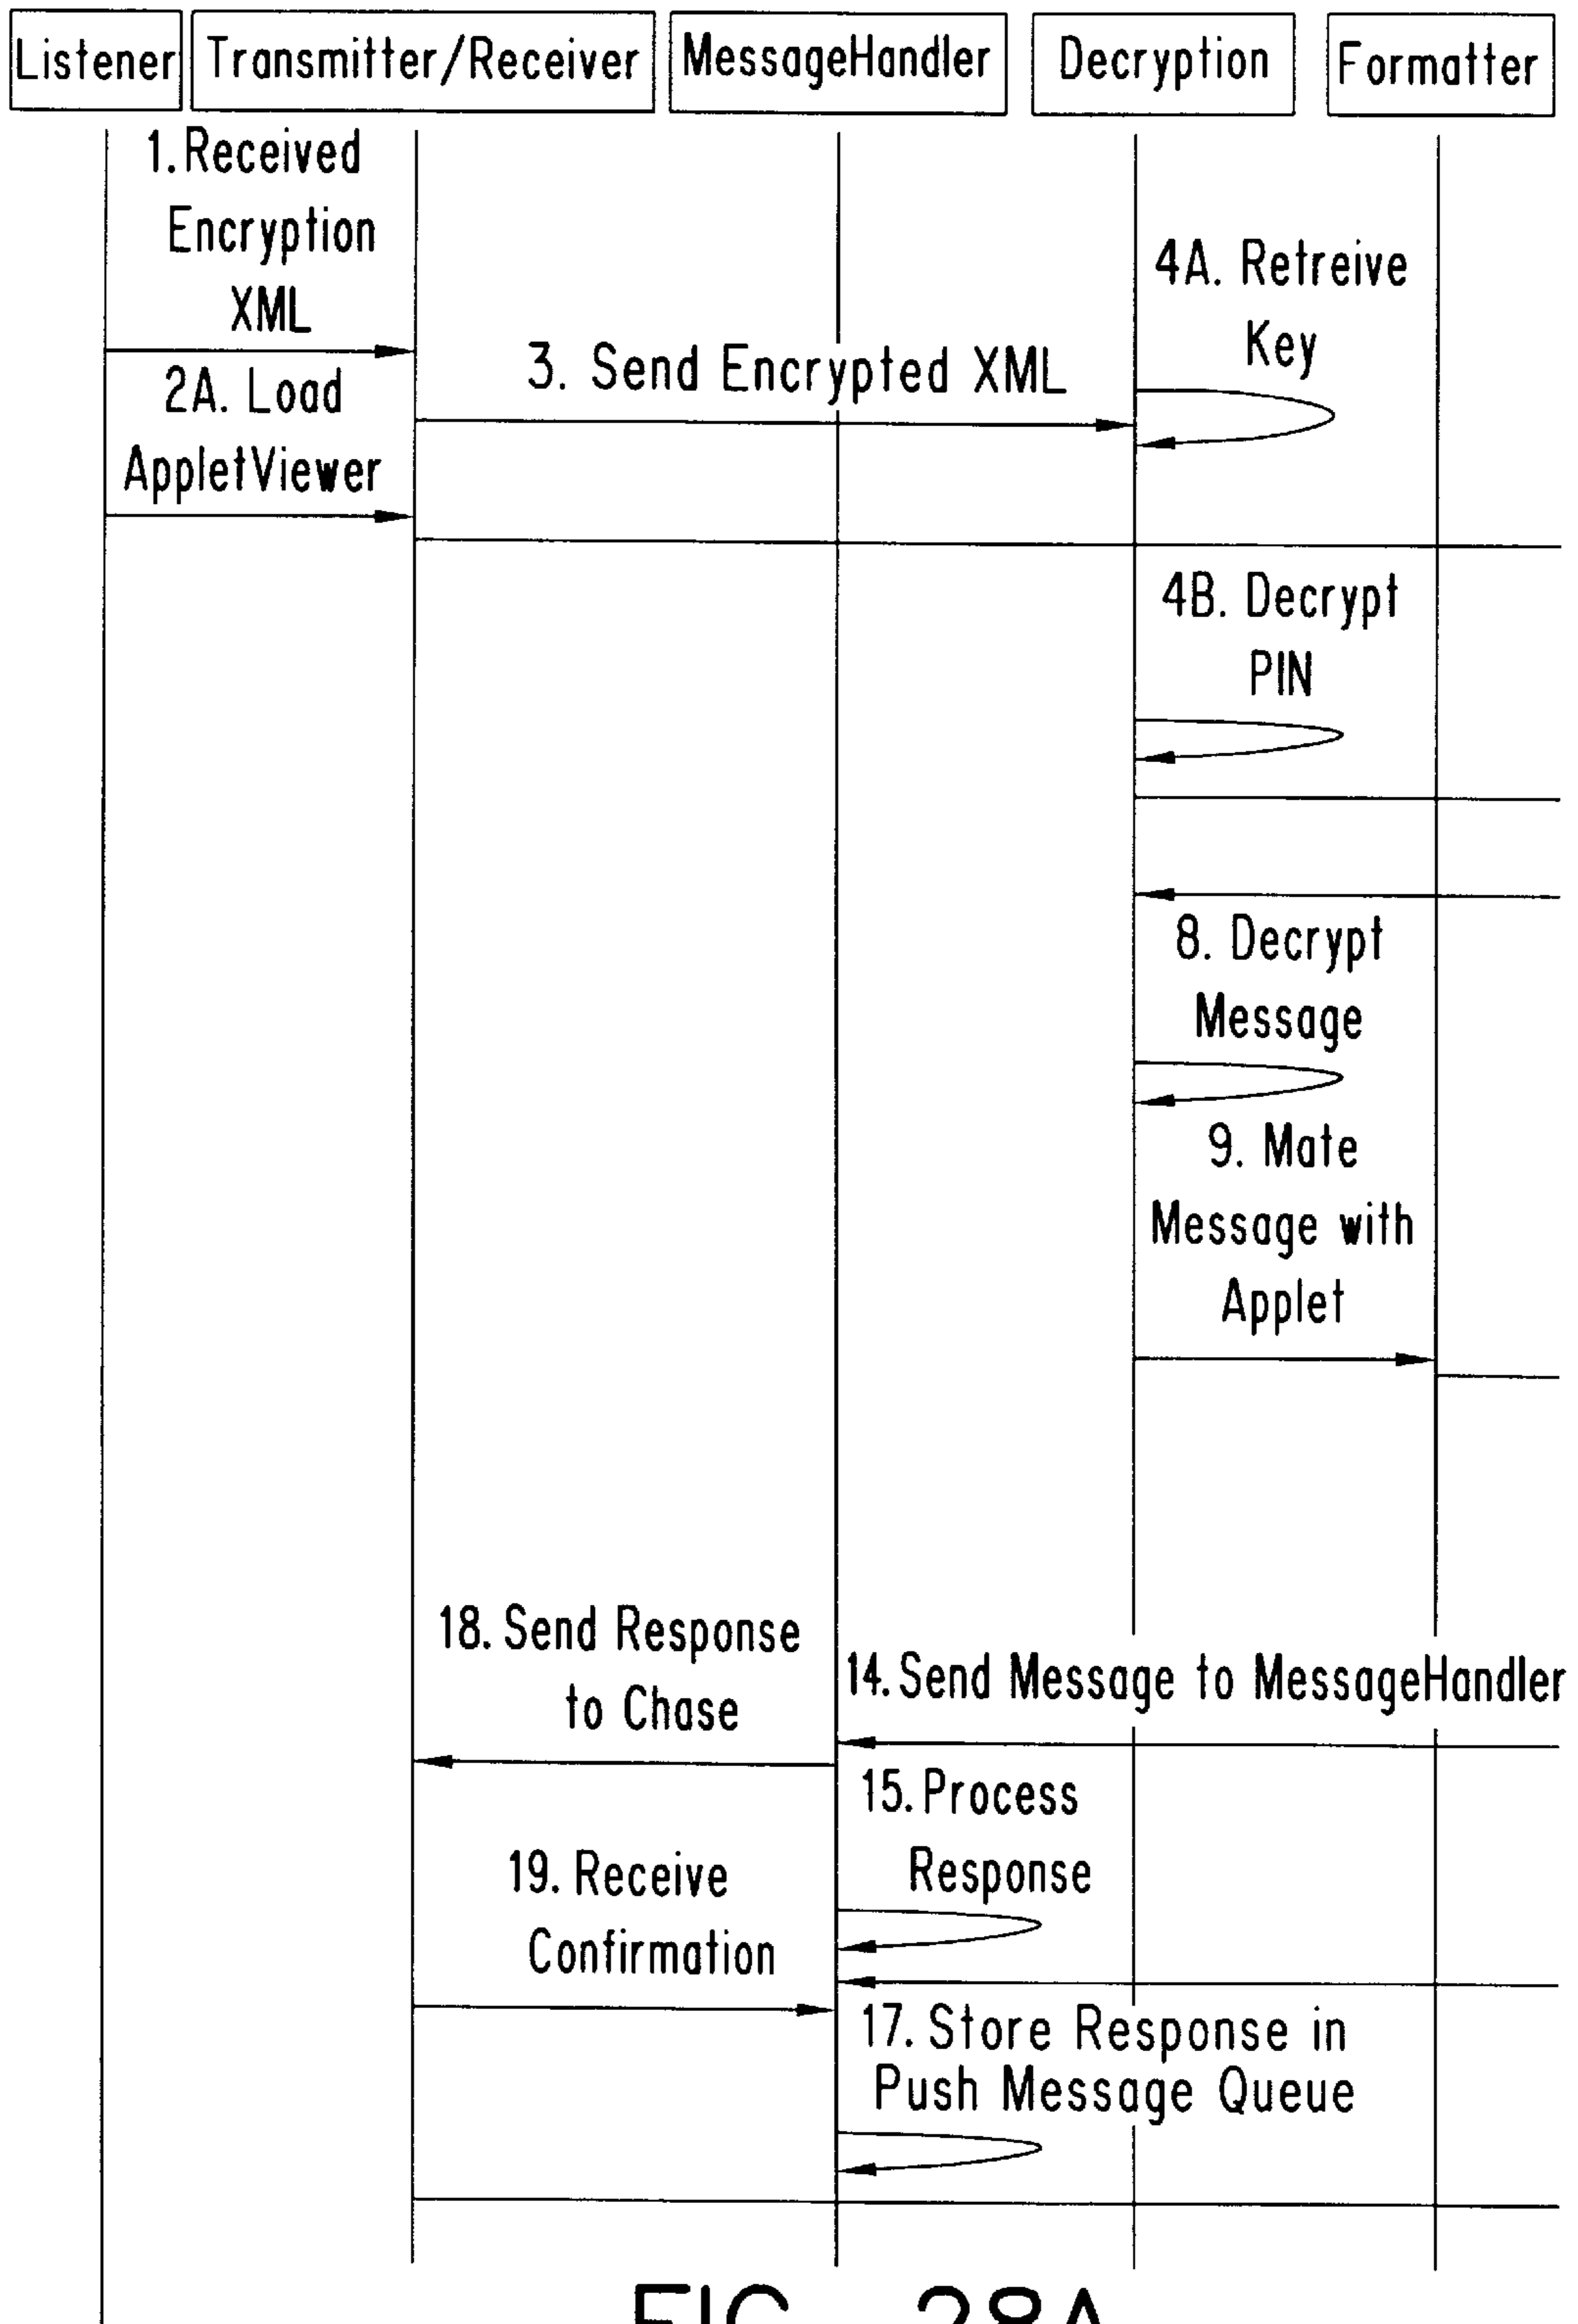 Listener
Transmitter/Receiver
MessageHandler
Decryption
Formatter
1. Received
Encryption
XML
2A. Load
AppletViewer
3. Send Encrypted XML
4A. Retreive
Key
4B. Decrypt
PIN
8. Decrypt
Message
9. Mate
Message with
Applet
18. Send Response
to Chase
14. Send Message to MessageHandler
15. Process
Response
19. Receive
Confirmation
17. Store Response in
Push Message Queue
FIG. 28A